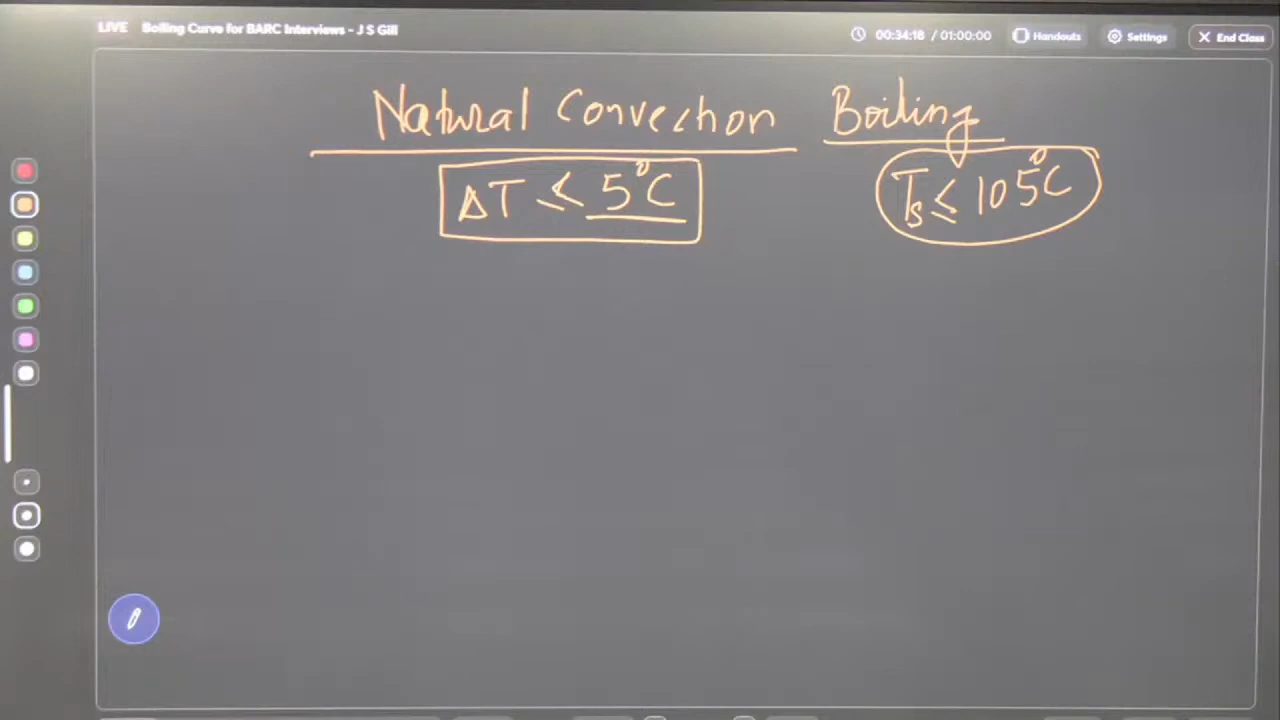 LIVE Boiling Curve for BARC Interviews - J S Gill 00:34:18 / 01:00:00 Handouts Settings End Class
Natural Convection Boiling
ΔT ≤ 5°C Ts ≤ 105°C